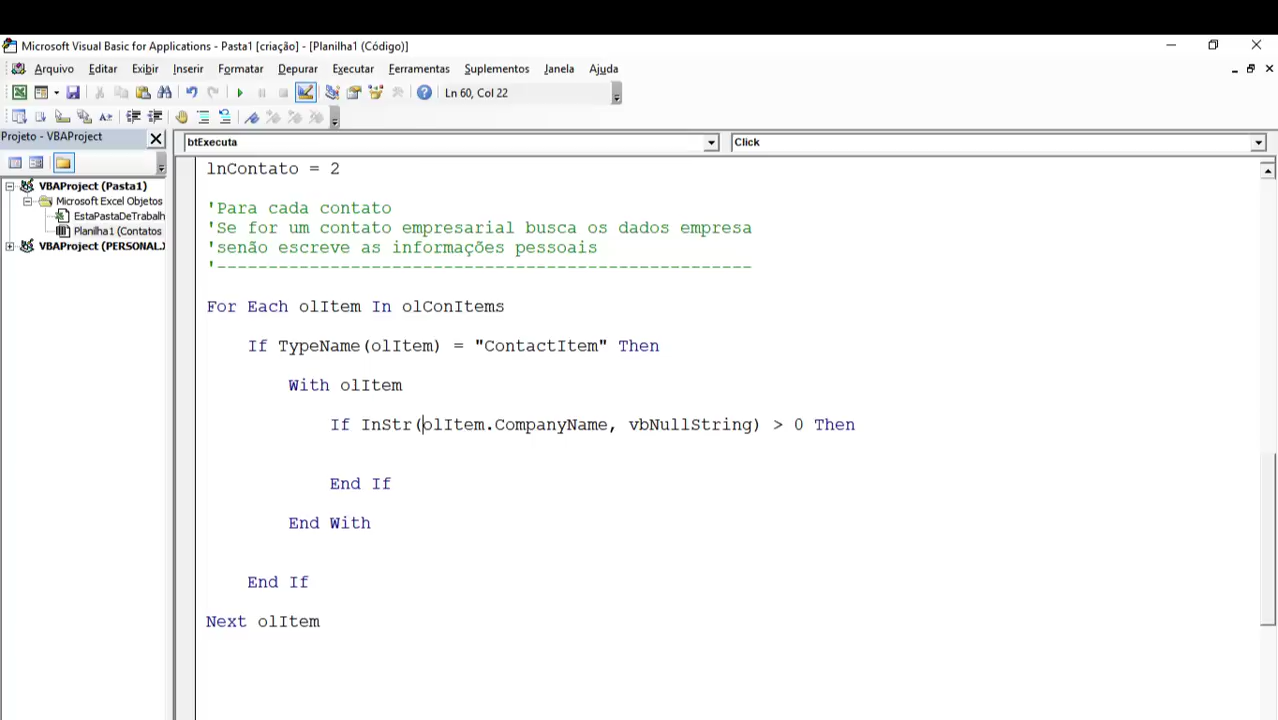 Microsoft Visual Basic for Applications - Pasta1 [criação] - [Planilha1 (Código)]
Arquivo Editar Exibir Inserir Formatar Depurar Executar Ferramentas Suplementos Janela Ajuda
Ln 60, Col 22
Projeto - VBAProject
btExecuta
Click
VBAProject (Pasta1)
Microsoft Excel Objetos
EstaPastaDeTrabalh
Planilha1 (Contatos
VBAProject (PERSONAL.
lnContato = 2
'Para cada contato
'Se for um contato empresarial busca os dados empresa
'senão escreve as informações pessoais
'----------------------------------------------------
For Each olItem In olConItems
If TypeName(olItem) = "ContactItem" Then
With olItem
If InStr(olItem.CompanyName, vbNullString) > 0 Then
End If
End With
End If
Next olItem